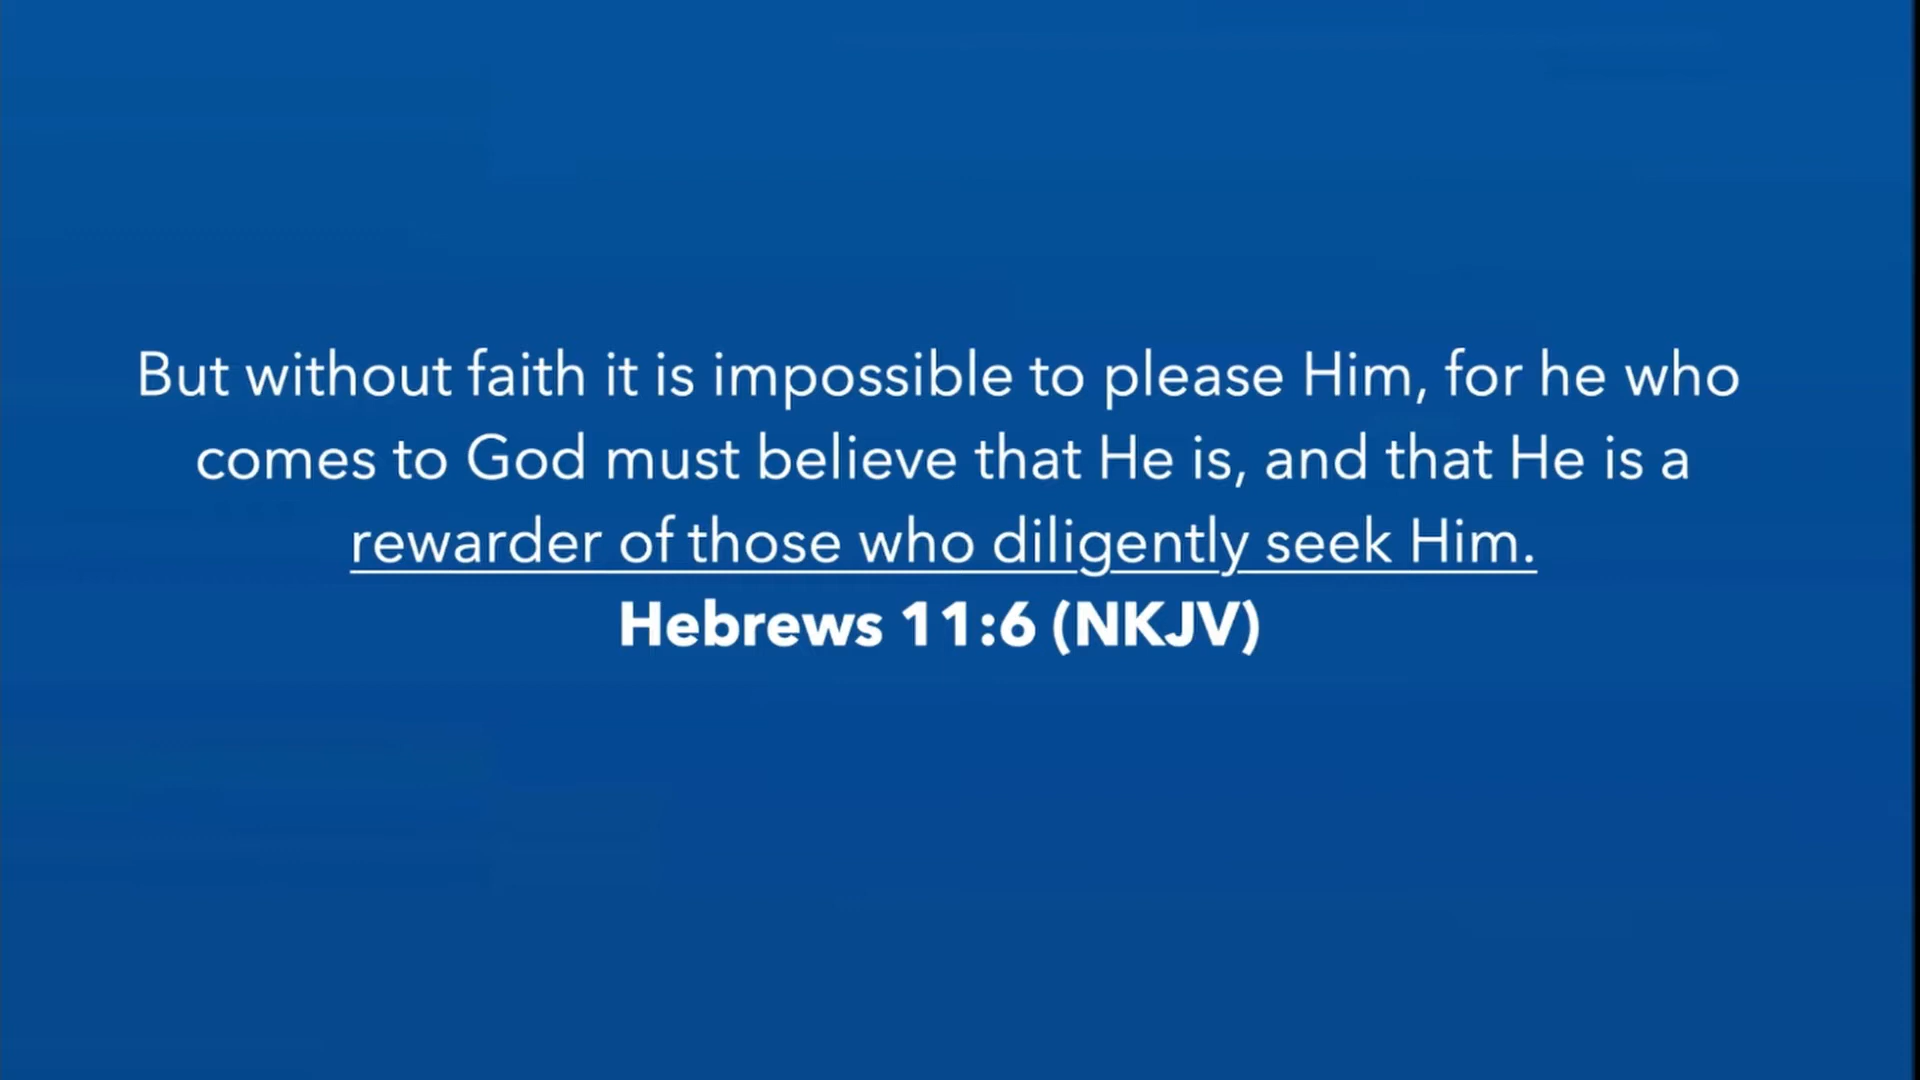 But without faith it is impossible to please Him, for he who
comes to God must believe that He is, and that He is a
rewarder of those who diligently seek Him.
Hebrews 11:6 (NKJV)